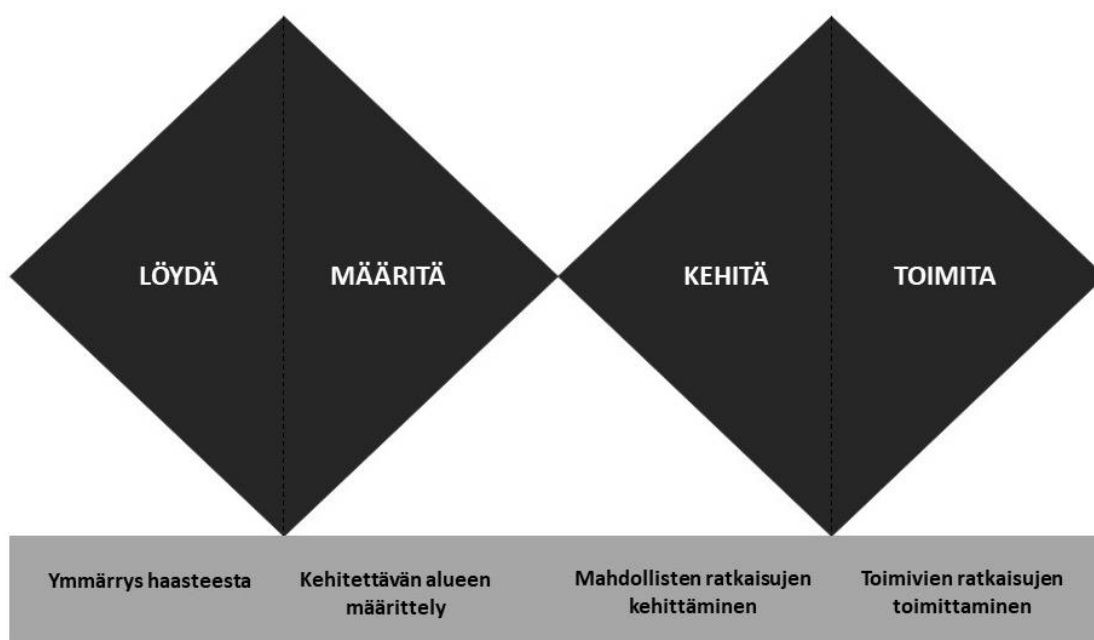 LÖYDÄ
MÄÄRITÄ
KEHITÄ
TOIMITA
Ymmärrys haasteesta
Kehitettävän alueen
määrittely
Mahdollisten ratkaisujen
kehittäminen
Toimivien ratkaisujen
toimittaminen